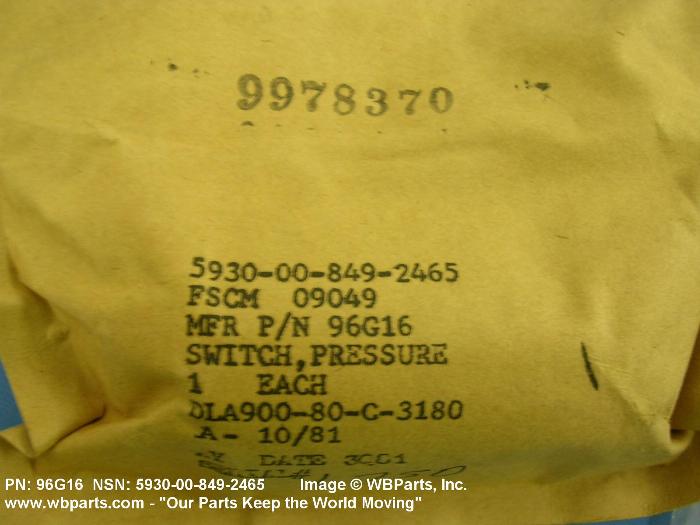 9978370
5930-00-849-2465
FSCM 09049
MFR P/N 96G16
SWITCH, PRESSURE
1 EACH
DLA900-80-C-3180
A- 10/81
DATE
PN: 96G16 NSN: 5930-00-849-2465 Image © WBParts, Inc.
www.wbparts.com - "Our Parts Keep the World Moving"